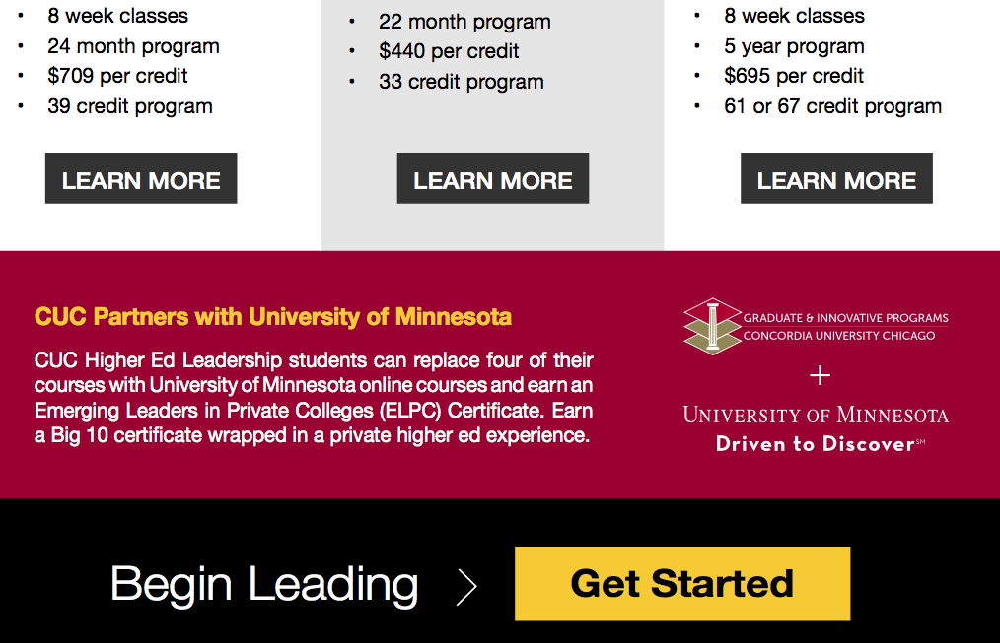 • 8 week classes
• 24 month program
• $709 per credit
• 39 credit program
LEARN MORE
• 22 month program
• $440 per credit
• 33 credit program
LEARN MORE
• 8 week classes
• 5 year program
• $695 per credit
• 61 or 67 credit program
LEARN MORE
CUC Partners with University of Minnesota
CUC Higher Ed Leadership students can replace four of their
courses with University of Minnesota online courses and earn an
Emerging Leaders in Private Colleges (ELPC) Certificate. Earn
a Big 10 certificate wrapped in a private higher ed experience.
GRADUATE & INNOVATIVE PROGRAMS
CONCORDIA UNIVERSITY CHICAGO
+
UNIVERSITY OF MINNESOTA
Driven to Discover℠
Begin Leading
Get Started